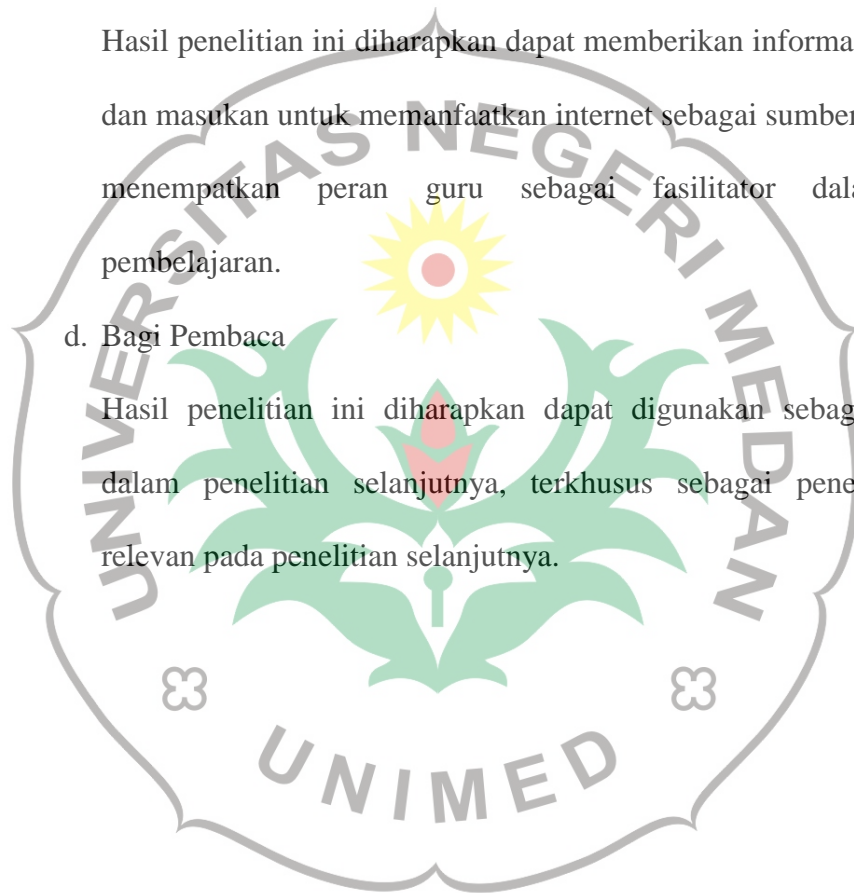 Hasil penelitian ini diharapkan dapat memberikan informa
dan masukan untuk memanfaatkan internet sebagai sumber
menempatkan peran guru sebagai fasilitator dala
pembelajaran.
d. Bagi Pembaca
Hasil penelitian ini diharapkan dapat digunakan sebag
dalam penelitian selanjutnya, terkhusus sebagai pene
relevan pada penelitian selanjutnya.
UNIVERSITAS NEGERI MEDAN
UNIMED